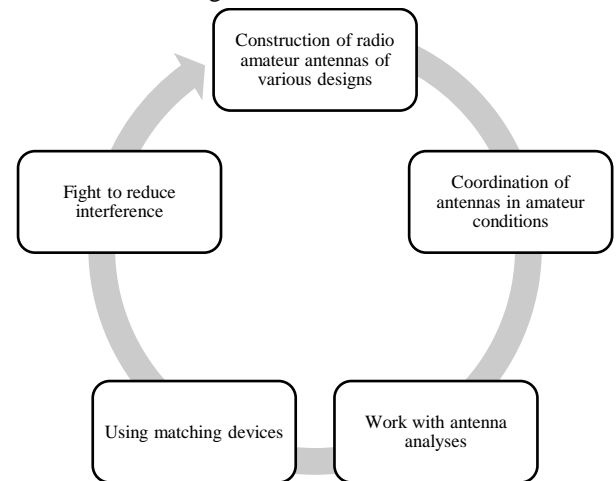 Construction of radio
amateur antennas of
various designs
Coordination of
antennas in amateur
conditions
Work with antenna
analyses
Using matching devices
Fight to reduce
interference